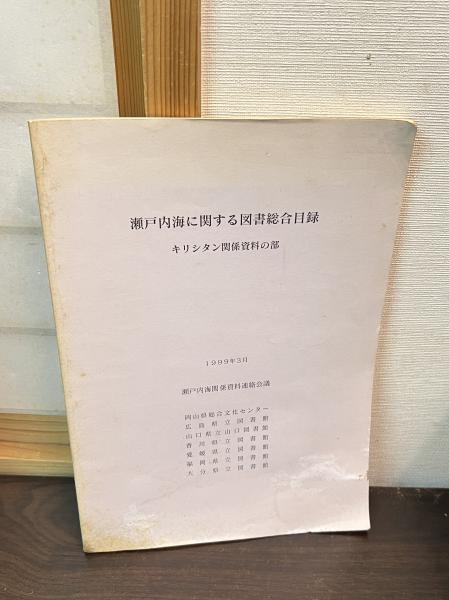 瀬戸内海に関する図書総合目録
キリシタン関係資料の部
1999年3月
瀬戸内海関係資料連絡会議
岡山県総合文化センター
広島県立図書館
山口県立山口図書館
香川県立図書館
愛媛県立図書館
福岡県立図書館
大分県立図書館